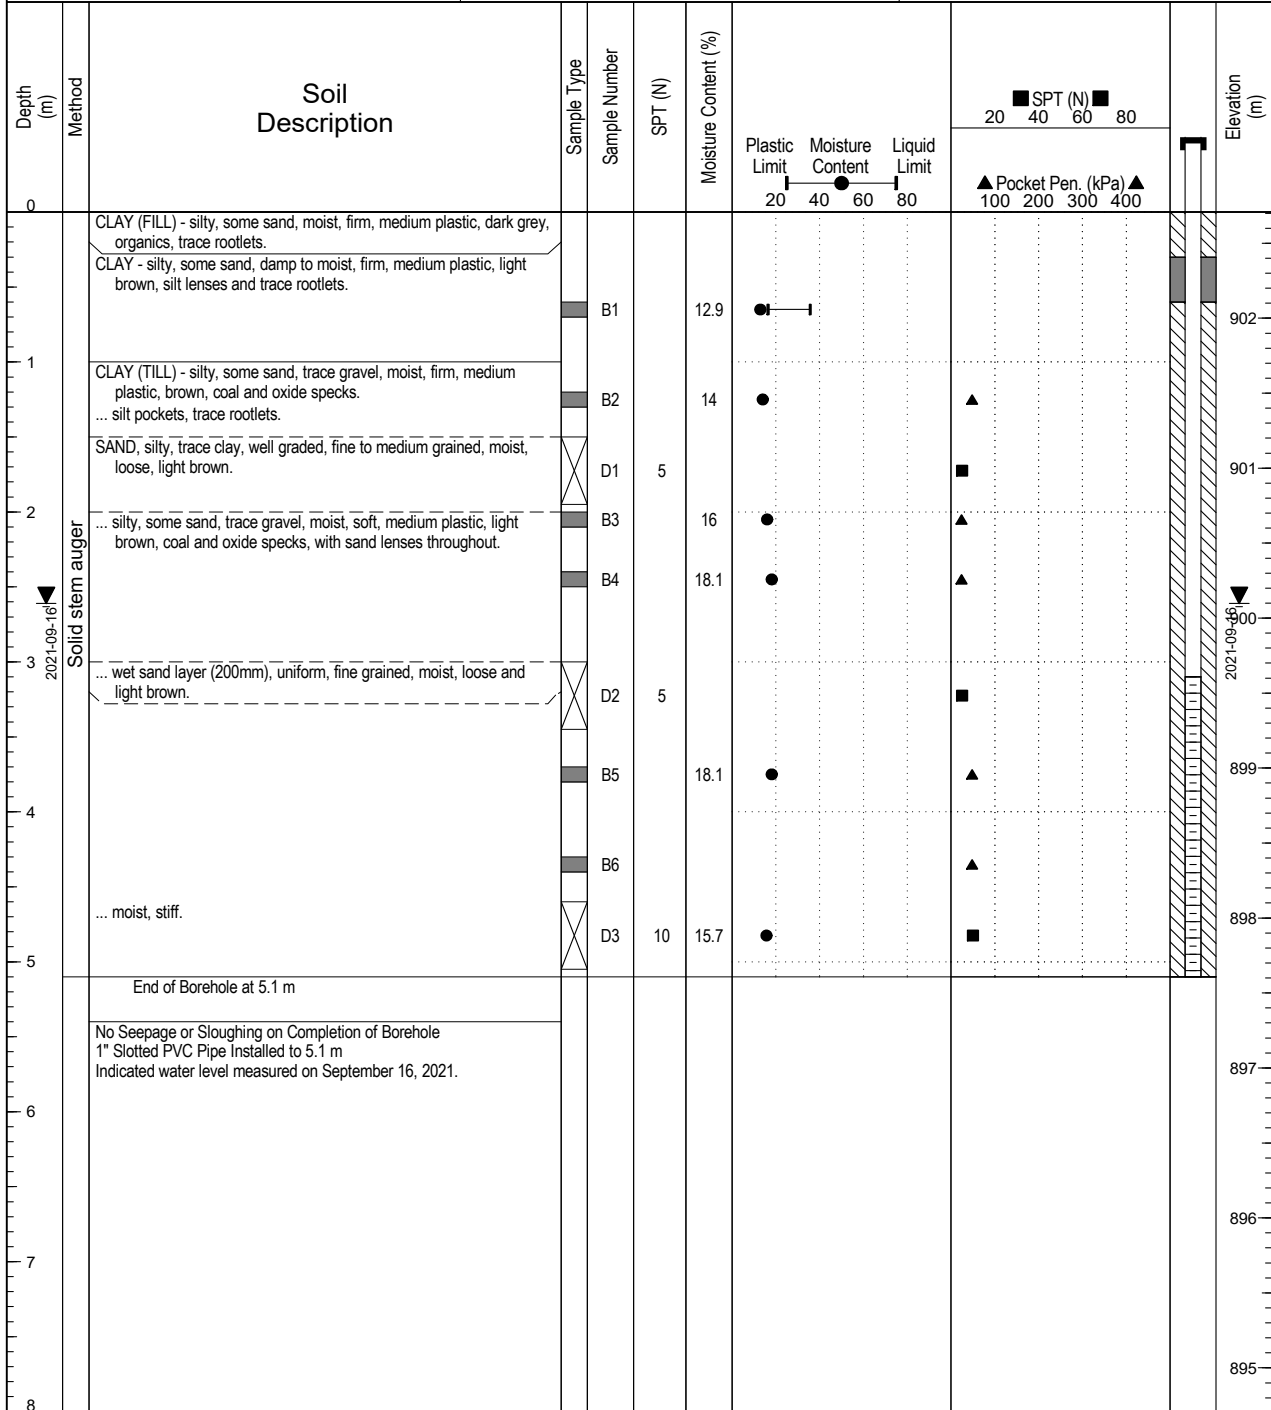 Depth
(m)
Method
Soil
Description
Sample Type
Sample Number
SPT (N)
Moisture Content (%)
Plastic Limit
Moisture Content
Liquid Limit
20 40 60 80
■ SPT (N) ■
20 40 60 80
▲ Pocket Pen. (kPa) ▲
100 200 300 400
Elevation
(m)
0
CLAY (FILL) - silty, some sand, moist, firm, medium plastic, dark grey,
organics, trace rootlets.
CLAY - silty, some sand, damp to moist, firm, medium plastic, light
brown, silt lenses and trace rootlets.
B1 12.9
902
1
CLAY (TILL) - silty, some sand, trace gravel, moist, firm, medium
plastic, brown, coal and oxide specks.
B2 14
... silt pockets, trace rootlets.
SAND, silty, trace clay, well graded, fine to medium grained, moist,
loose, light brown.
D1 5
901
2
... silty, some sand, trace gravel, moist, soft, medium plastic, light
brown, coal and oxide specks, with sand lenses throughout.
B3 16
B4 18.1
Solid stem auger
2021-09-16
2021-09-16
900
3
... wet sand layer (200mm), uniform, fine grained, moist, loose and
light brown.
D2 5
B5 18.1
899
4
B6
... moist, stiff.
D3 10 15.7
898
5
End of Borehole at 5.1 m
No Seepage or Sloughing on Completion of Borehole
1" Slotted PVC Pipe Installed to 5.1 m
Indicated water level measured on September 16, 2021.
897
6
896
7
895
8